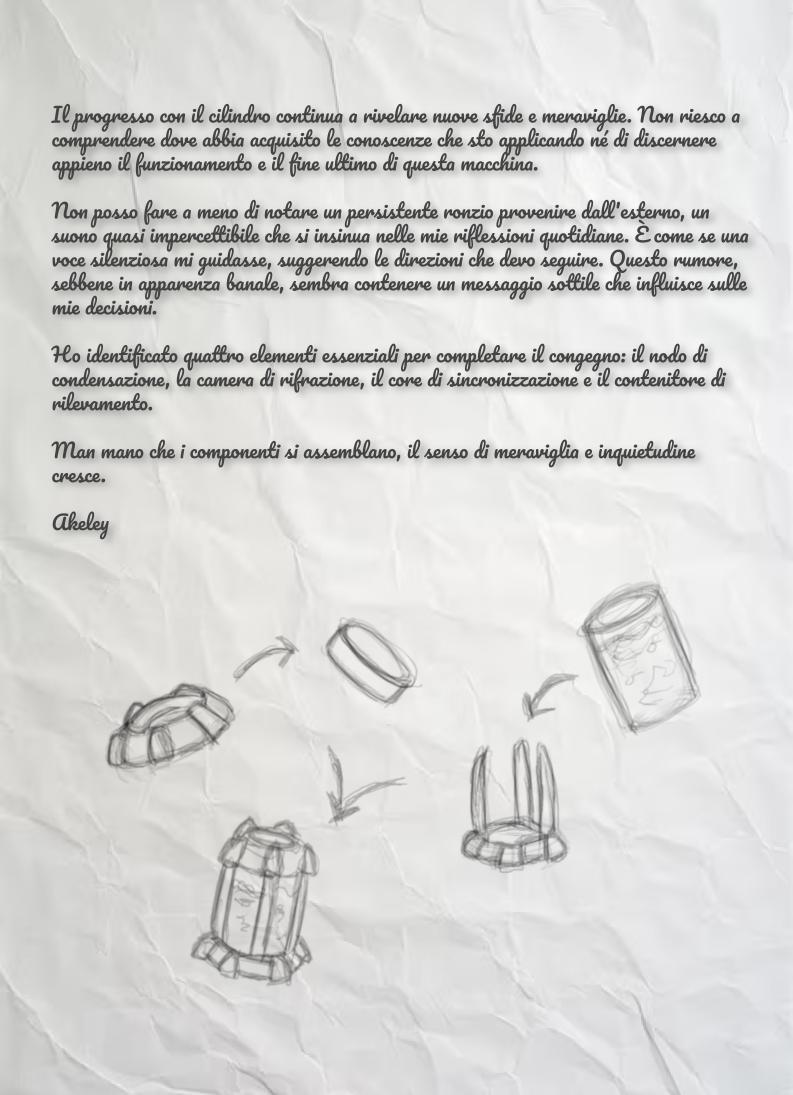 Il progresso con il cilindro continua a rivelare nuove sfide e meraviglie. Non riesco a
comprendere dove abbia acquisito le conoscenze che sto applicando né di discernere
appieno il funzionamento e il fine ultimo di questa macchina.
Non posso fare a meno di notare un persistente ronzio provenire dall'esterno, un
suono quasi impercettibile che si insinua nelle mie riflessioni quotidiane. È come se una
voce silenziosa mi guidasse, suggerendo le direzioni che devo seguire. Questo rumore,
sebbene in apparenza banale, sembra contenere un messaggio sottile che influisce sulle
mie decisioni.
Ho identificato quattro elementi essenziali per completare il congegno: il nodo di
condensazione, la camera di rifrazione, il core di sincronizzazione e il contenitore di
rilevamento.
Man mano che i componenti si assemblano, il senso di meraviglia e inquietudine
cresce.
Akeley